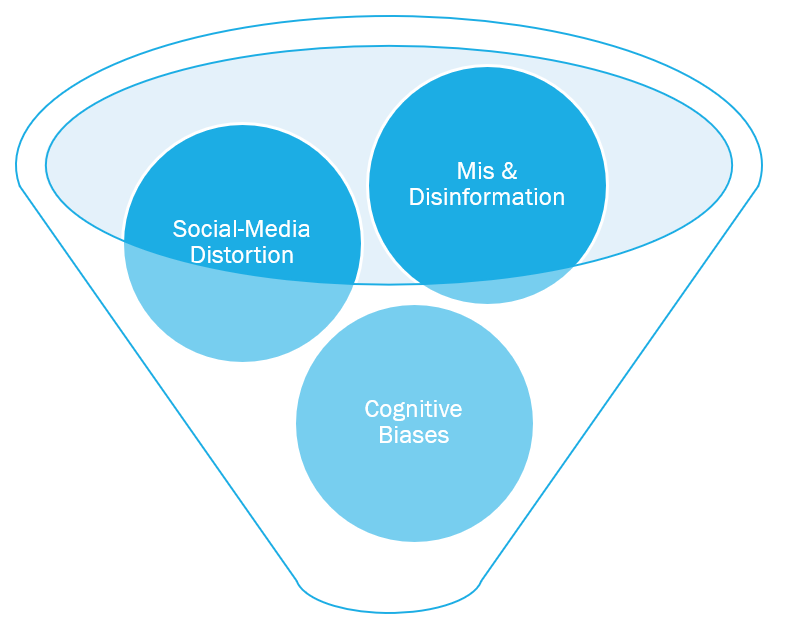 Mis &
Disinformation
Social-Media
Distortion
Cognitive
Biases